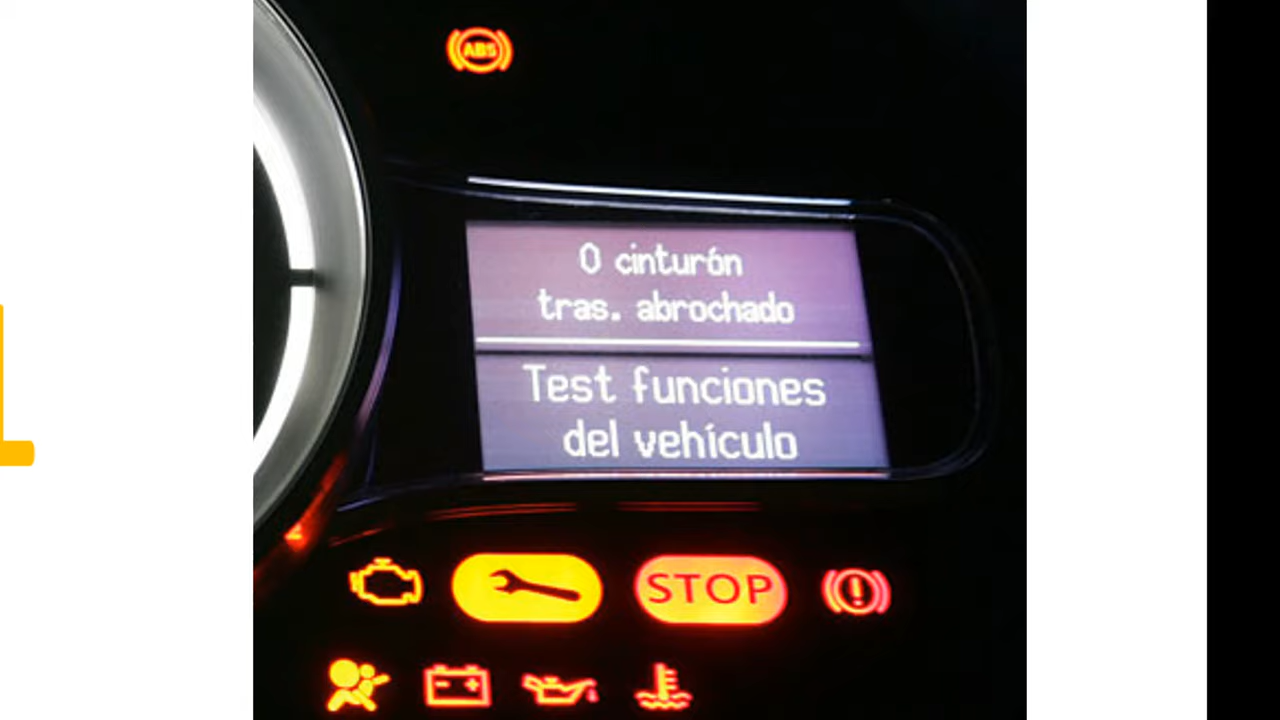 ABS
0 cinturón
tras. abrochado
Test funciones
del vehículo
STOP